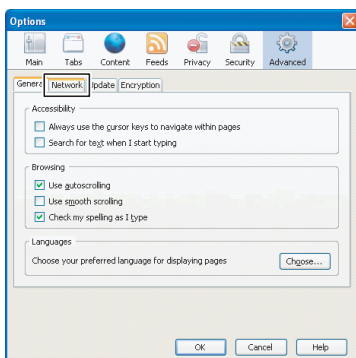 Options
Main Tabs Content Feeds Privacy Security Advanced
Genera Network Update Encryption
Accessibility
Always use the cursor keys to navigate within pages
Search for text when I start typing
Browsing
Use autoscrolling
Use smooth scrolling
Check my spelling as I type
Languages
Choose your preferred language for displaying pages Choose...
OK Cancel Help